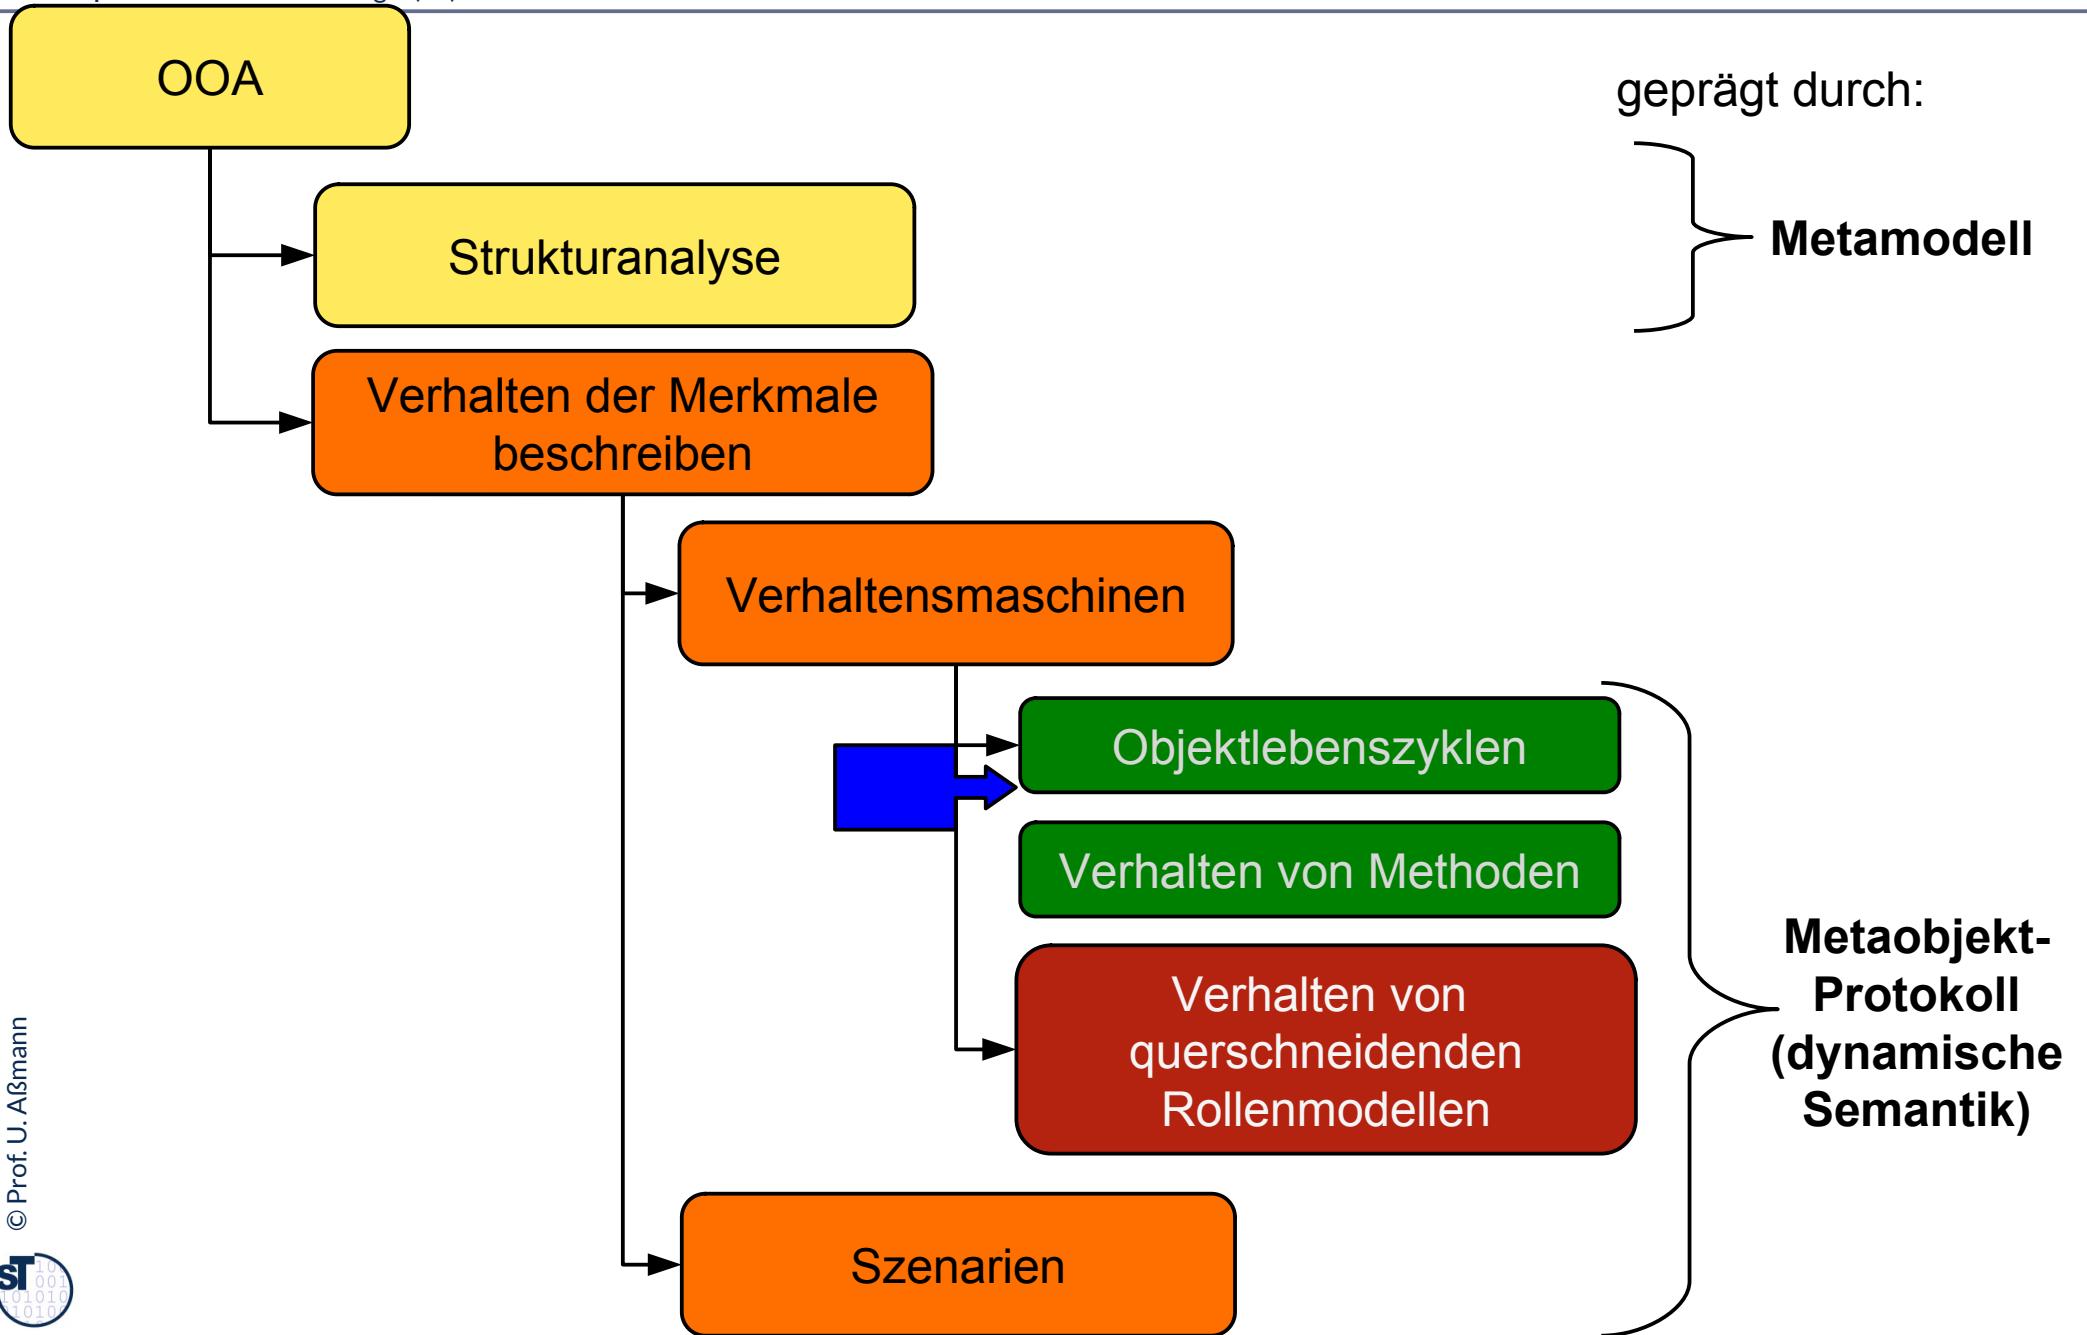 OOA
geprägt durch:
Strukturanalyse
Metamodell
Verhalten der Merkmale
beschreiben
Verhaltensmaschinen
Objektlebenszyklen
Verhalten von Methoden
Verhalten von
querschneidenden
Rollenmodellen
Metaobjekt-
Protokoll
(dynamische
Semantik)
Szenarien
© Prof. U. Aßmann
ST